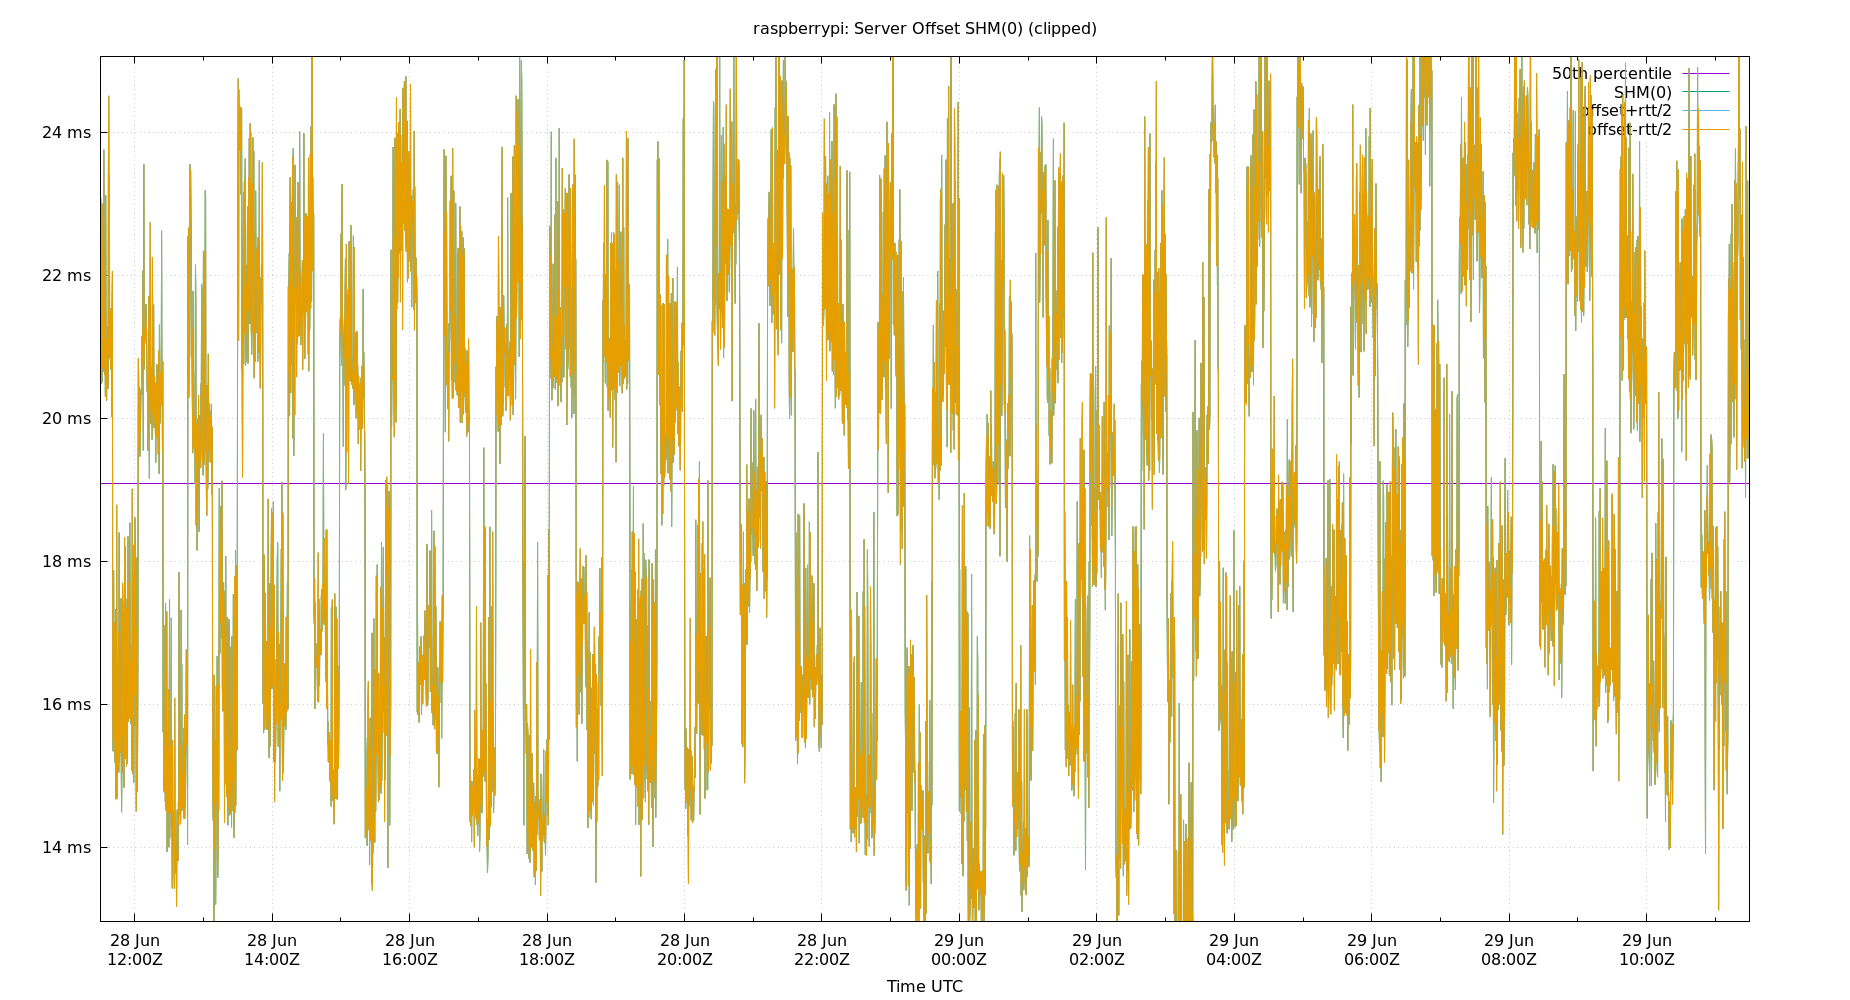 raspberrypi: Server Offset SHM(0) (clipped)
50th percentile
SHM(0)
offset+rtt/2
offset-rtt/2
24 ms
22 ms
20 ms
18 ms
16 ms
14 ms
28 Jun
12:00Z
28 Jun
14:00Z
28 Jun
16:00Z
28 Jun
18:00Z
28 Jun
20:00Z
28 Jun
22:00Z
29 Jun
00:00Z
29 Jun
02:00Z
29 Jun
04:00Z
29 Jun
06:00Z
29 Jun
08:00Z
29 Jun
10:00Z
Time UTC